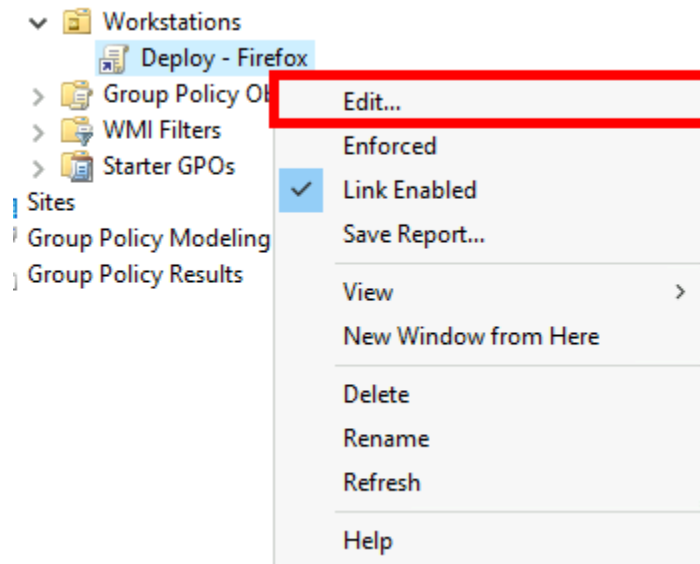 Workstations
Deploy - Firefox
Group Policy Ob
WMI Filters
Starter GPOs
Sites
Group Policy Modeling
Group Policy Results
Edit...
Enforced
Link Enabled
Save Report...
View
New Window from Here
Delete
Rename
Refresh
Help